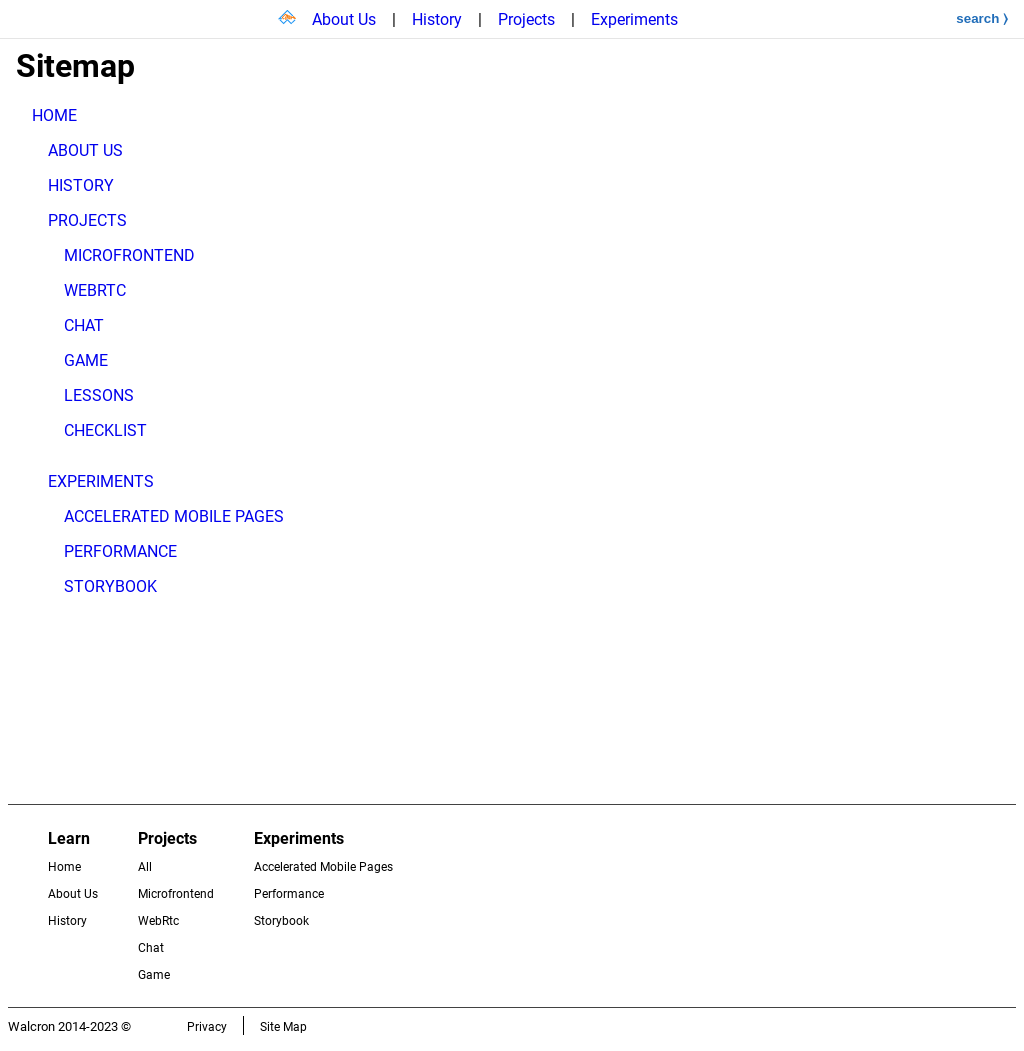 About Us | History | Projects | Experiments
search ⟩
Sitemap
HOME
ABOUT US
HISTORY
PROJECTS
MICROFRONTEND
WEBRTC
CHAT
GAME
LESSONS
CHECKLIST
EXPERIMENTS
ACCELERATED MOBILE PAGES
PERFORMANCE
STORYBOOK
Learn
Home
About Us
History
Projects
All
Microfrontend
WebRtc
Chat
Game
Experiments
Accelerated Mobile Pages
Performance
Storybook
Walcron 2014-2023 ©
Privacy
Site Map